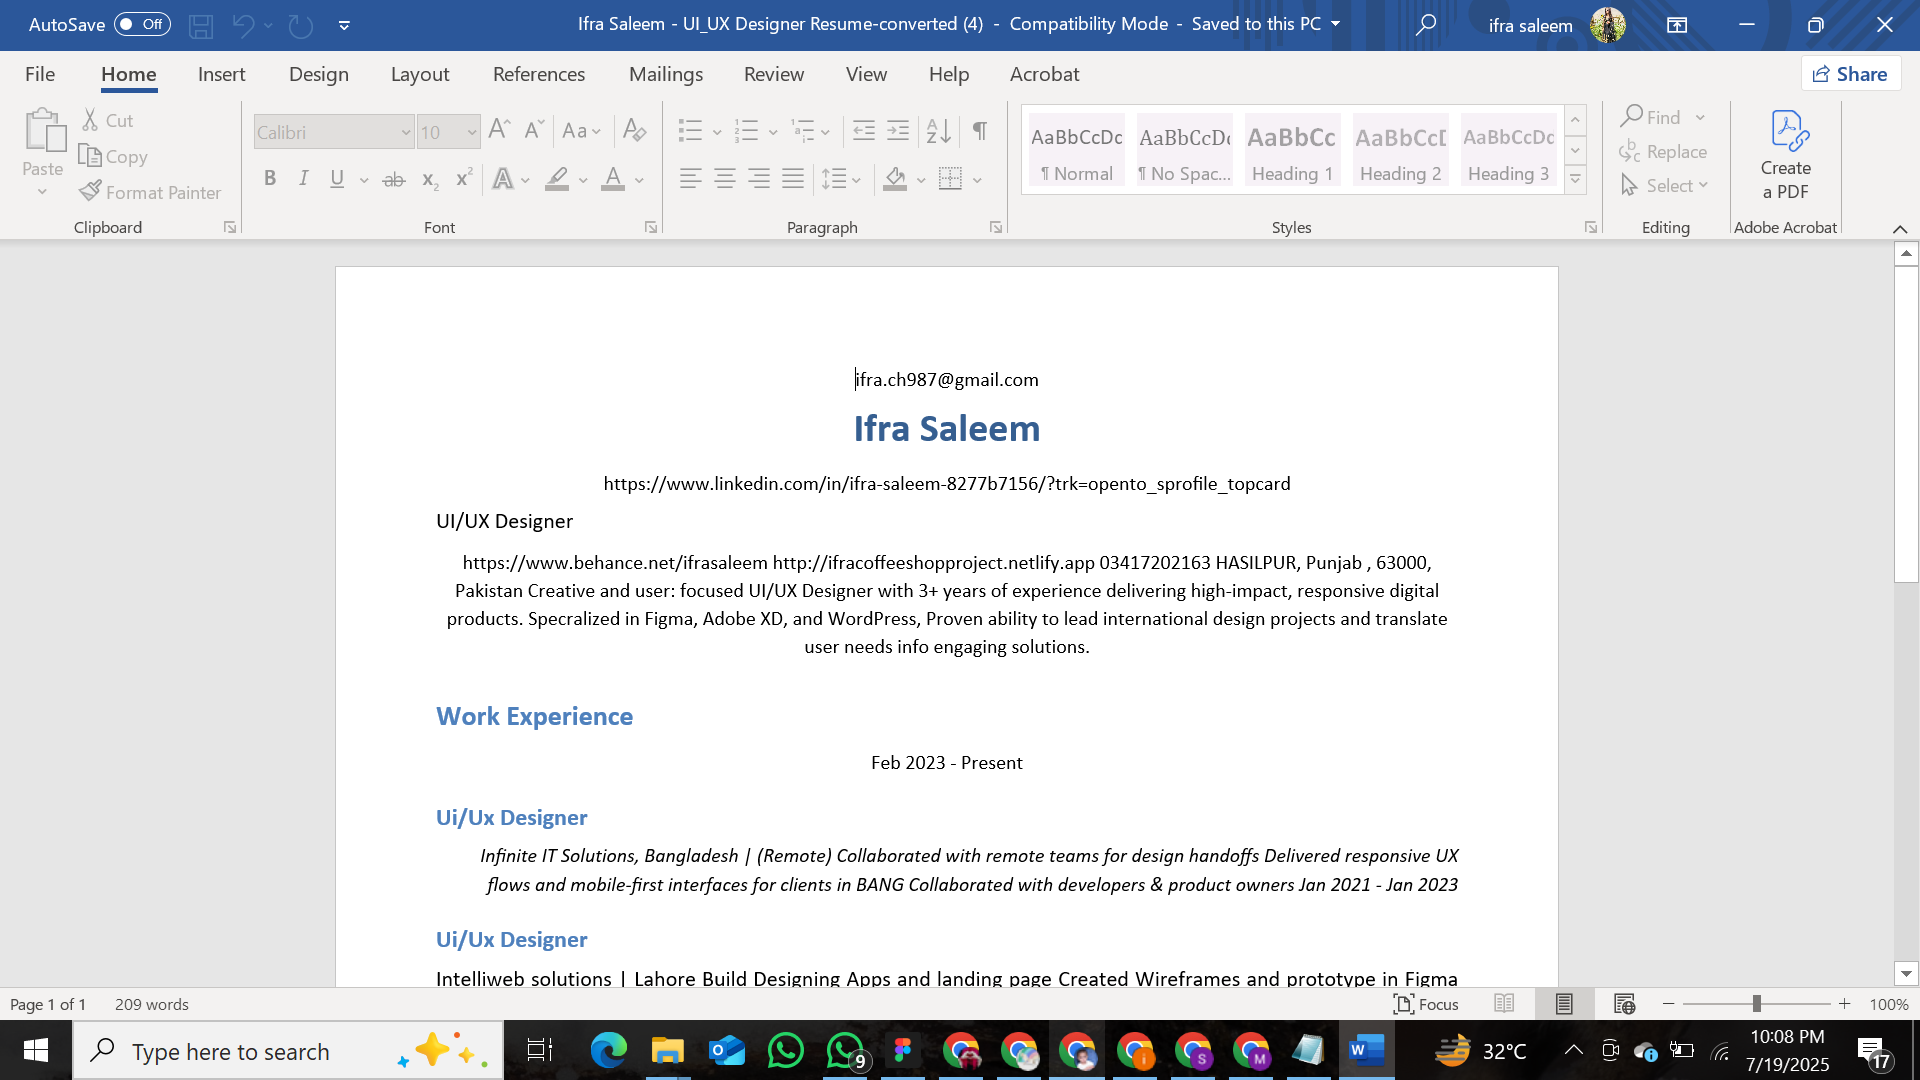 AutoSave Off
Ifra Saleem - UI_UX Designer Resume-converted (4) - Compatibility Mode - Saved to this PC
ifra saleem
File Home Insert Design Layout References Mailings Review View Help Acrobat
Share
Paste
Cut
Copy
Format Painter
Clipboard
Calibri
10
Font
Paragraph
AaBbCcDc
¶ Normal
AaBbCcDc
¶ No Spac...
AaBbCc
Heading 1
AaBbCcD
Heading 2
AaBbCcDc
Heading 3
Styles
Find
Replace
Select
Editing
Create
a PDF
Adobe Acrobat
ifra.ch987@gmail.com
Ifra Saleem
https://www.linkedin.com/in/ifra-saleem-8277b7156/?trk=opento_sprofile_topcard
UI/UX Designer
https://www.behance.net/ifrasaleem http://ifracoffeeshopproject.netlify.app 03417202163 HASILPUR, Punjab , 63000,
Pakistan Creative and user: focused UI/UX Designer with 3+ years of experience delivering high-impact, responsive digital
products. Specralized in Figma, Adobe XD, and WordPress, Proven ability to lead international design projects and translate
user needs info engaging solutions.
Work Experience
Feb 2023 - Present
Ui/Ux Designer
Infinite IT Solutions, Bangladesh | (Remote) Collaborated with remote teams for design handoffs Delivered responsive UX
flows and mobile-first interfaces for clients in BANG Collaborated with developers & product owners Jan 2021 - Jan 2023
Ui/Ux Designer
Intelliweb solutions | Lahore Build Designing Apps and landing page Created Wireframes and prototype in Figma
Page 1 of 1 209 words
Focus
100%
Type here to search
9
32°C
10:08 PM
7/19/2025
17